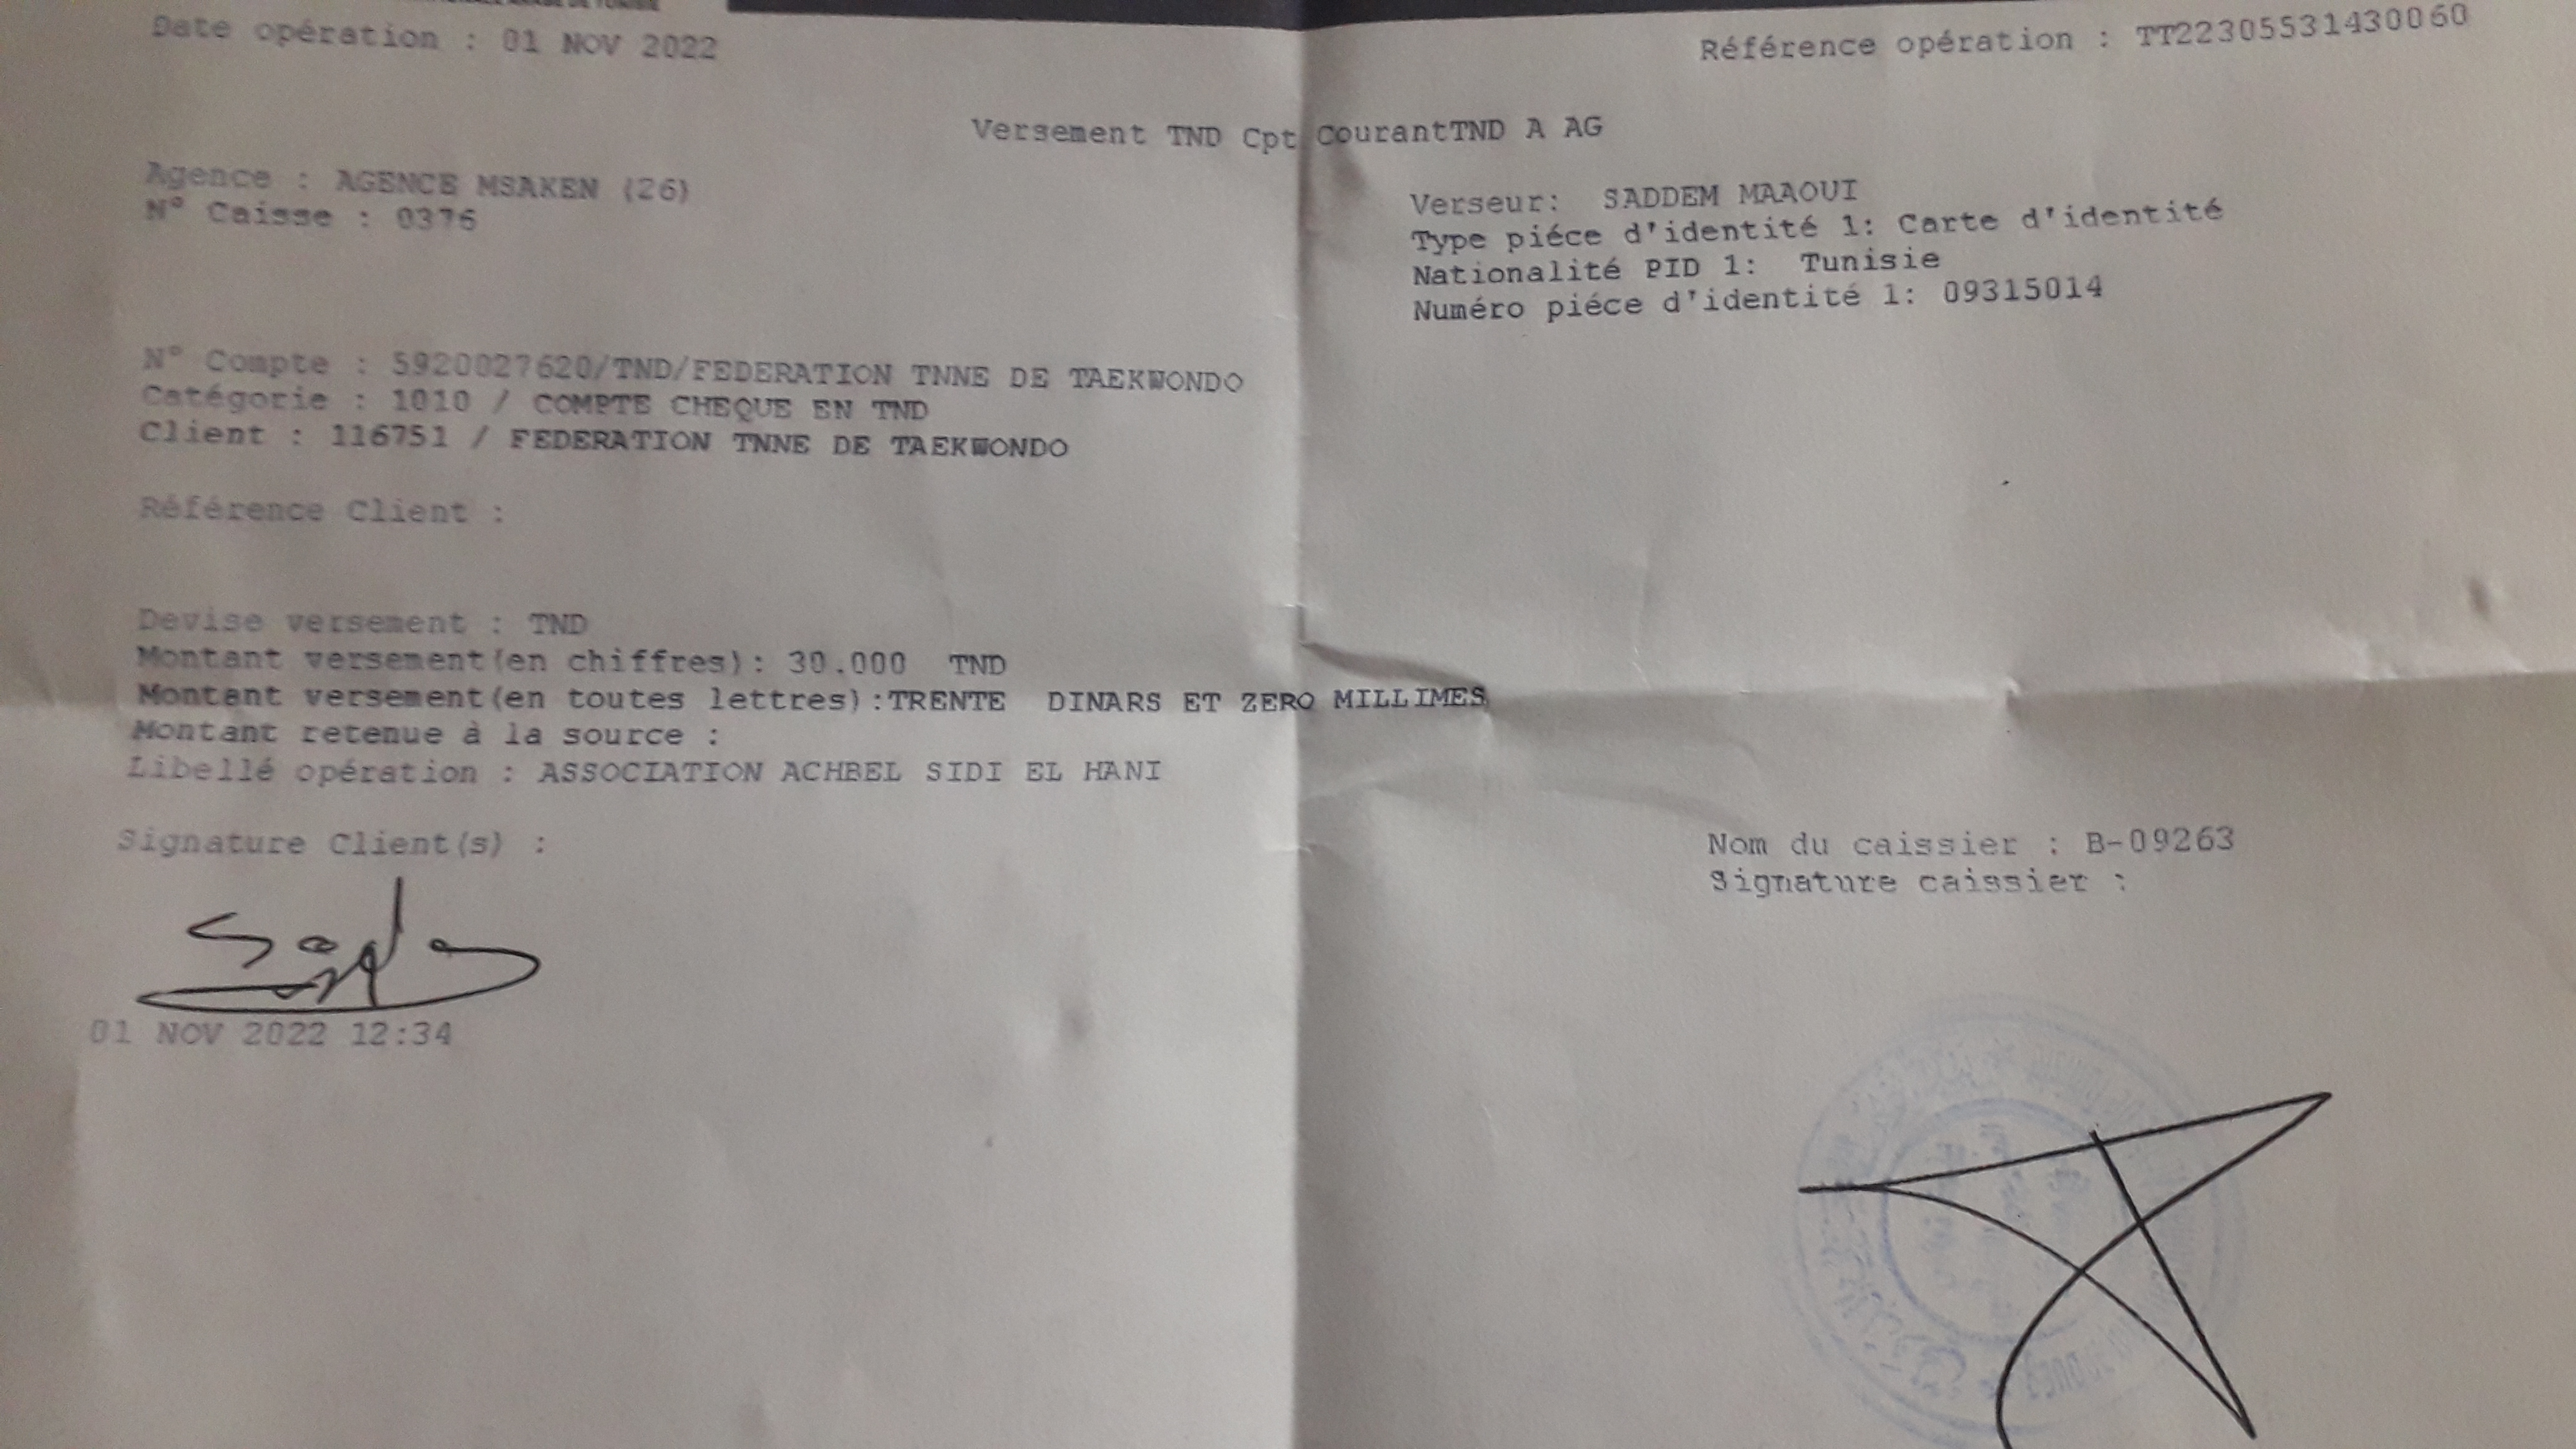 Date opération : 01 NOV 2022
Référence opération : TT22305531430060
Versement TND Cpt CourantTND A AG
Agence : AGENCE MSAKEN (26)
N° Caisse : 0376
Verseur: SADDEM MAAOUI
Type piéce d'identité 1: Carte d'identité
Nationalité PID 1: Tunisie
Numéro piéce d'identité 1: 09315014
N° Compte : 5920027620/TND/FEDERATION TNNE DE TAEKWONDO
Catégorie : 1010 / COMPTE CHEQUE EN TND
Client : 116751 / FEDERATION TNNE DE TAEKWONDO
Référence Client :
Devise versement : TND
Montant versement(en chiffres): 30.000 TND
Montant versement(en toutes lettres):TRENTE DINARS ET ZERO MILLIMES
Montant retenue à la source :
Libellé opération : ASSOCIATION ACHBEL SIDI EL HANI
Signature Client(s) :
Nom du caissier : B-09263
Signature caissier :
01 NOV 2022 12:34